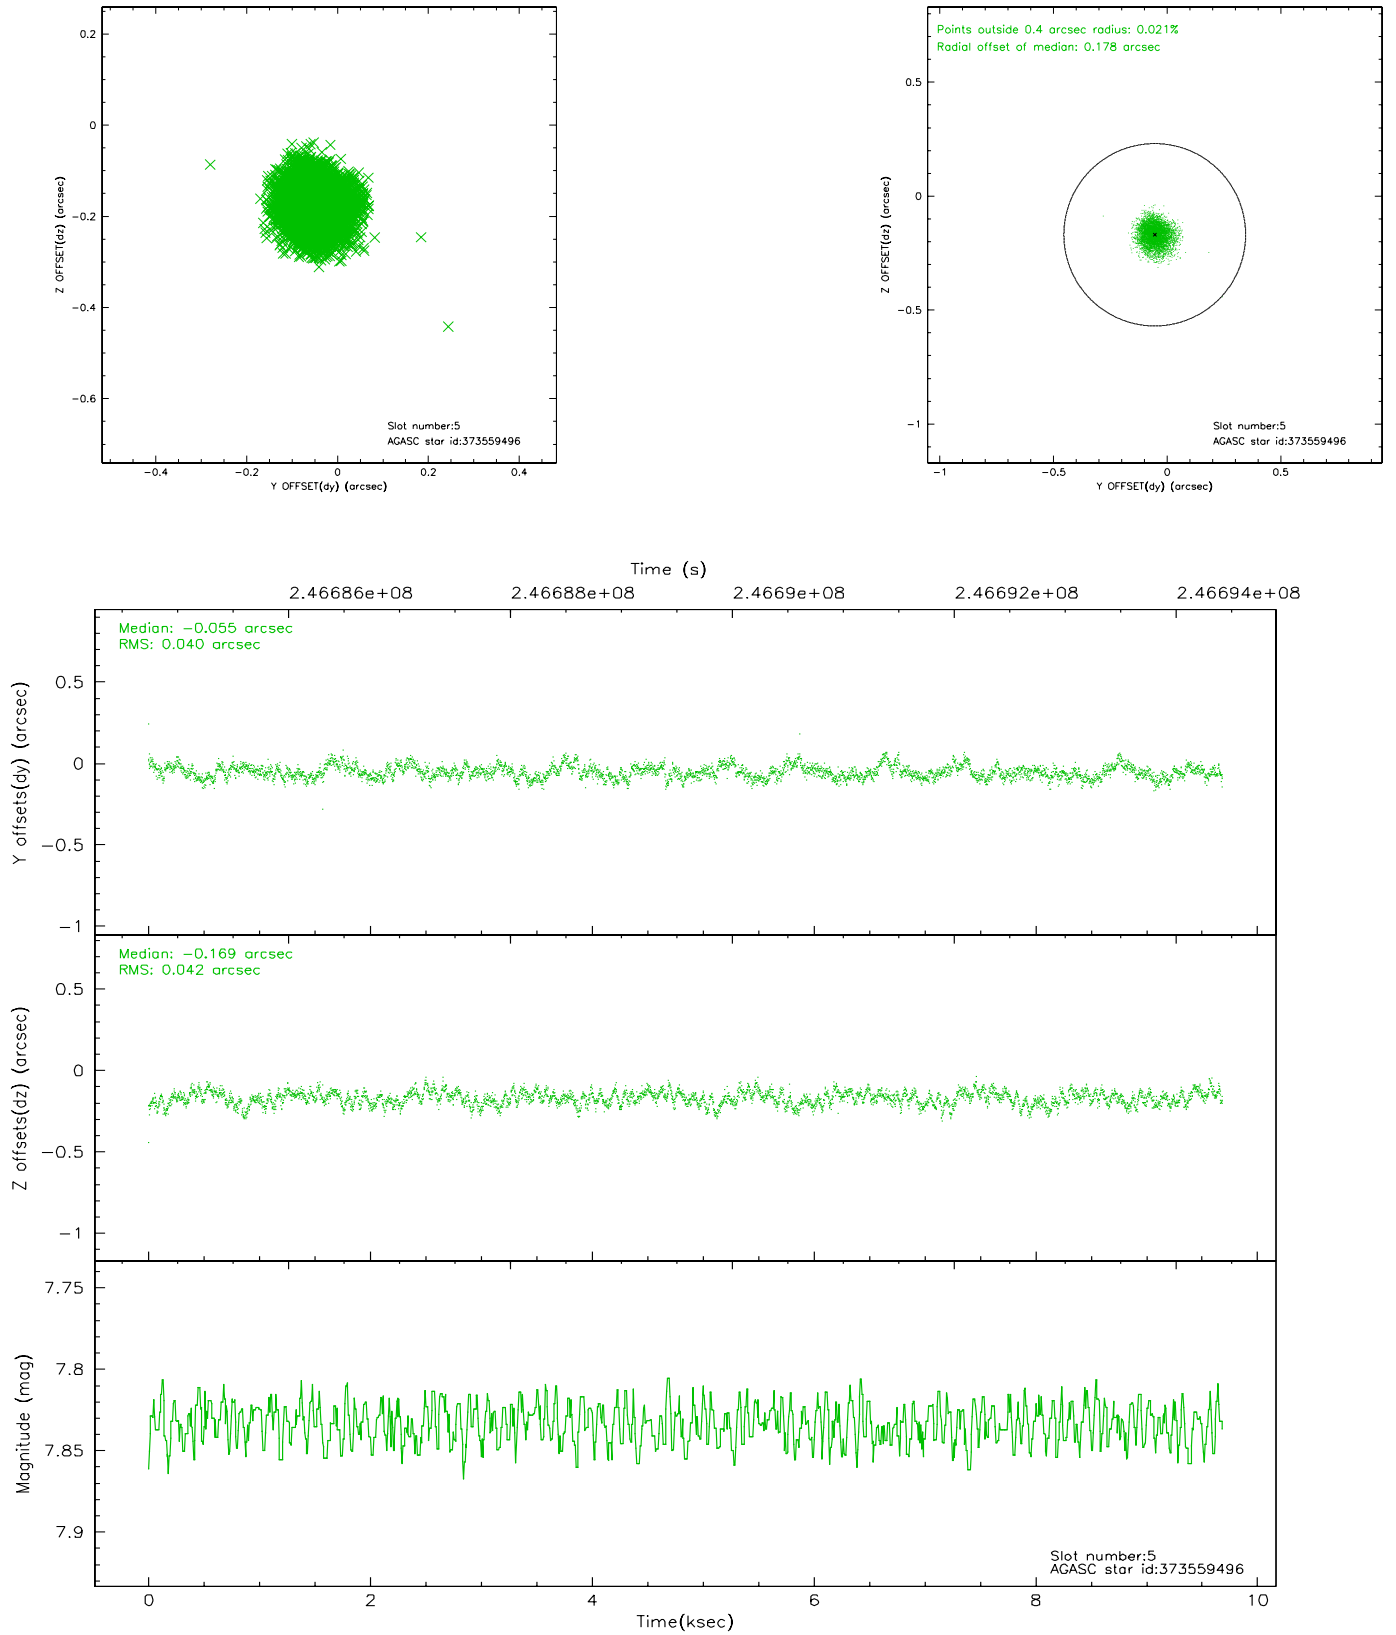 0.2
0
-0.2
-0.4
-0.6
Z OFFSET(dz) (arcsec)
Slot number:5
AGASC star id:373559496
-0.4 -0.2 0 0.2 0.4
Y OFFSET(dy) (arcsec)
Points outside 0.4 arcsec radius: 0.021%
Radial offset of median: 0.178 arcsec
0.5
0
-0.5
-1
Z OFFSET(dz) (arcsec)
Slot number:5
AGASC star id:373559496
-1 -0.5 0 0.5
Y OFFSET(dy) (arcsec)
Time (s)
2.46686e+08 2.46688e+08 2.4669e+08 2.46692e+08 2.46694e+08
Median: -0.055 arcsec
RMS: 0.040 arcsec
0.5
0
-0.5
-1
Y offsets(dy) (arcsec)
Median: -0.169 arcsec
RMS: 0.042 arcsec
0.5
0
-0.5
-1
Z offsets(dz) (arcsec)
7.75
7.8
7.85
7.9
Magnitude (mag)
Slot number:5
AGASC star id:373559496
0 2 4 6 8 10
Time(ksec)